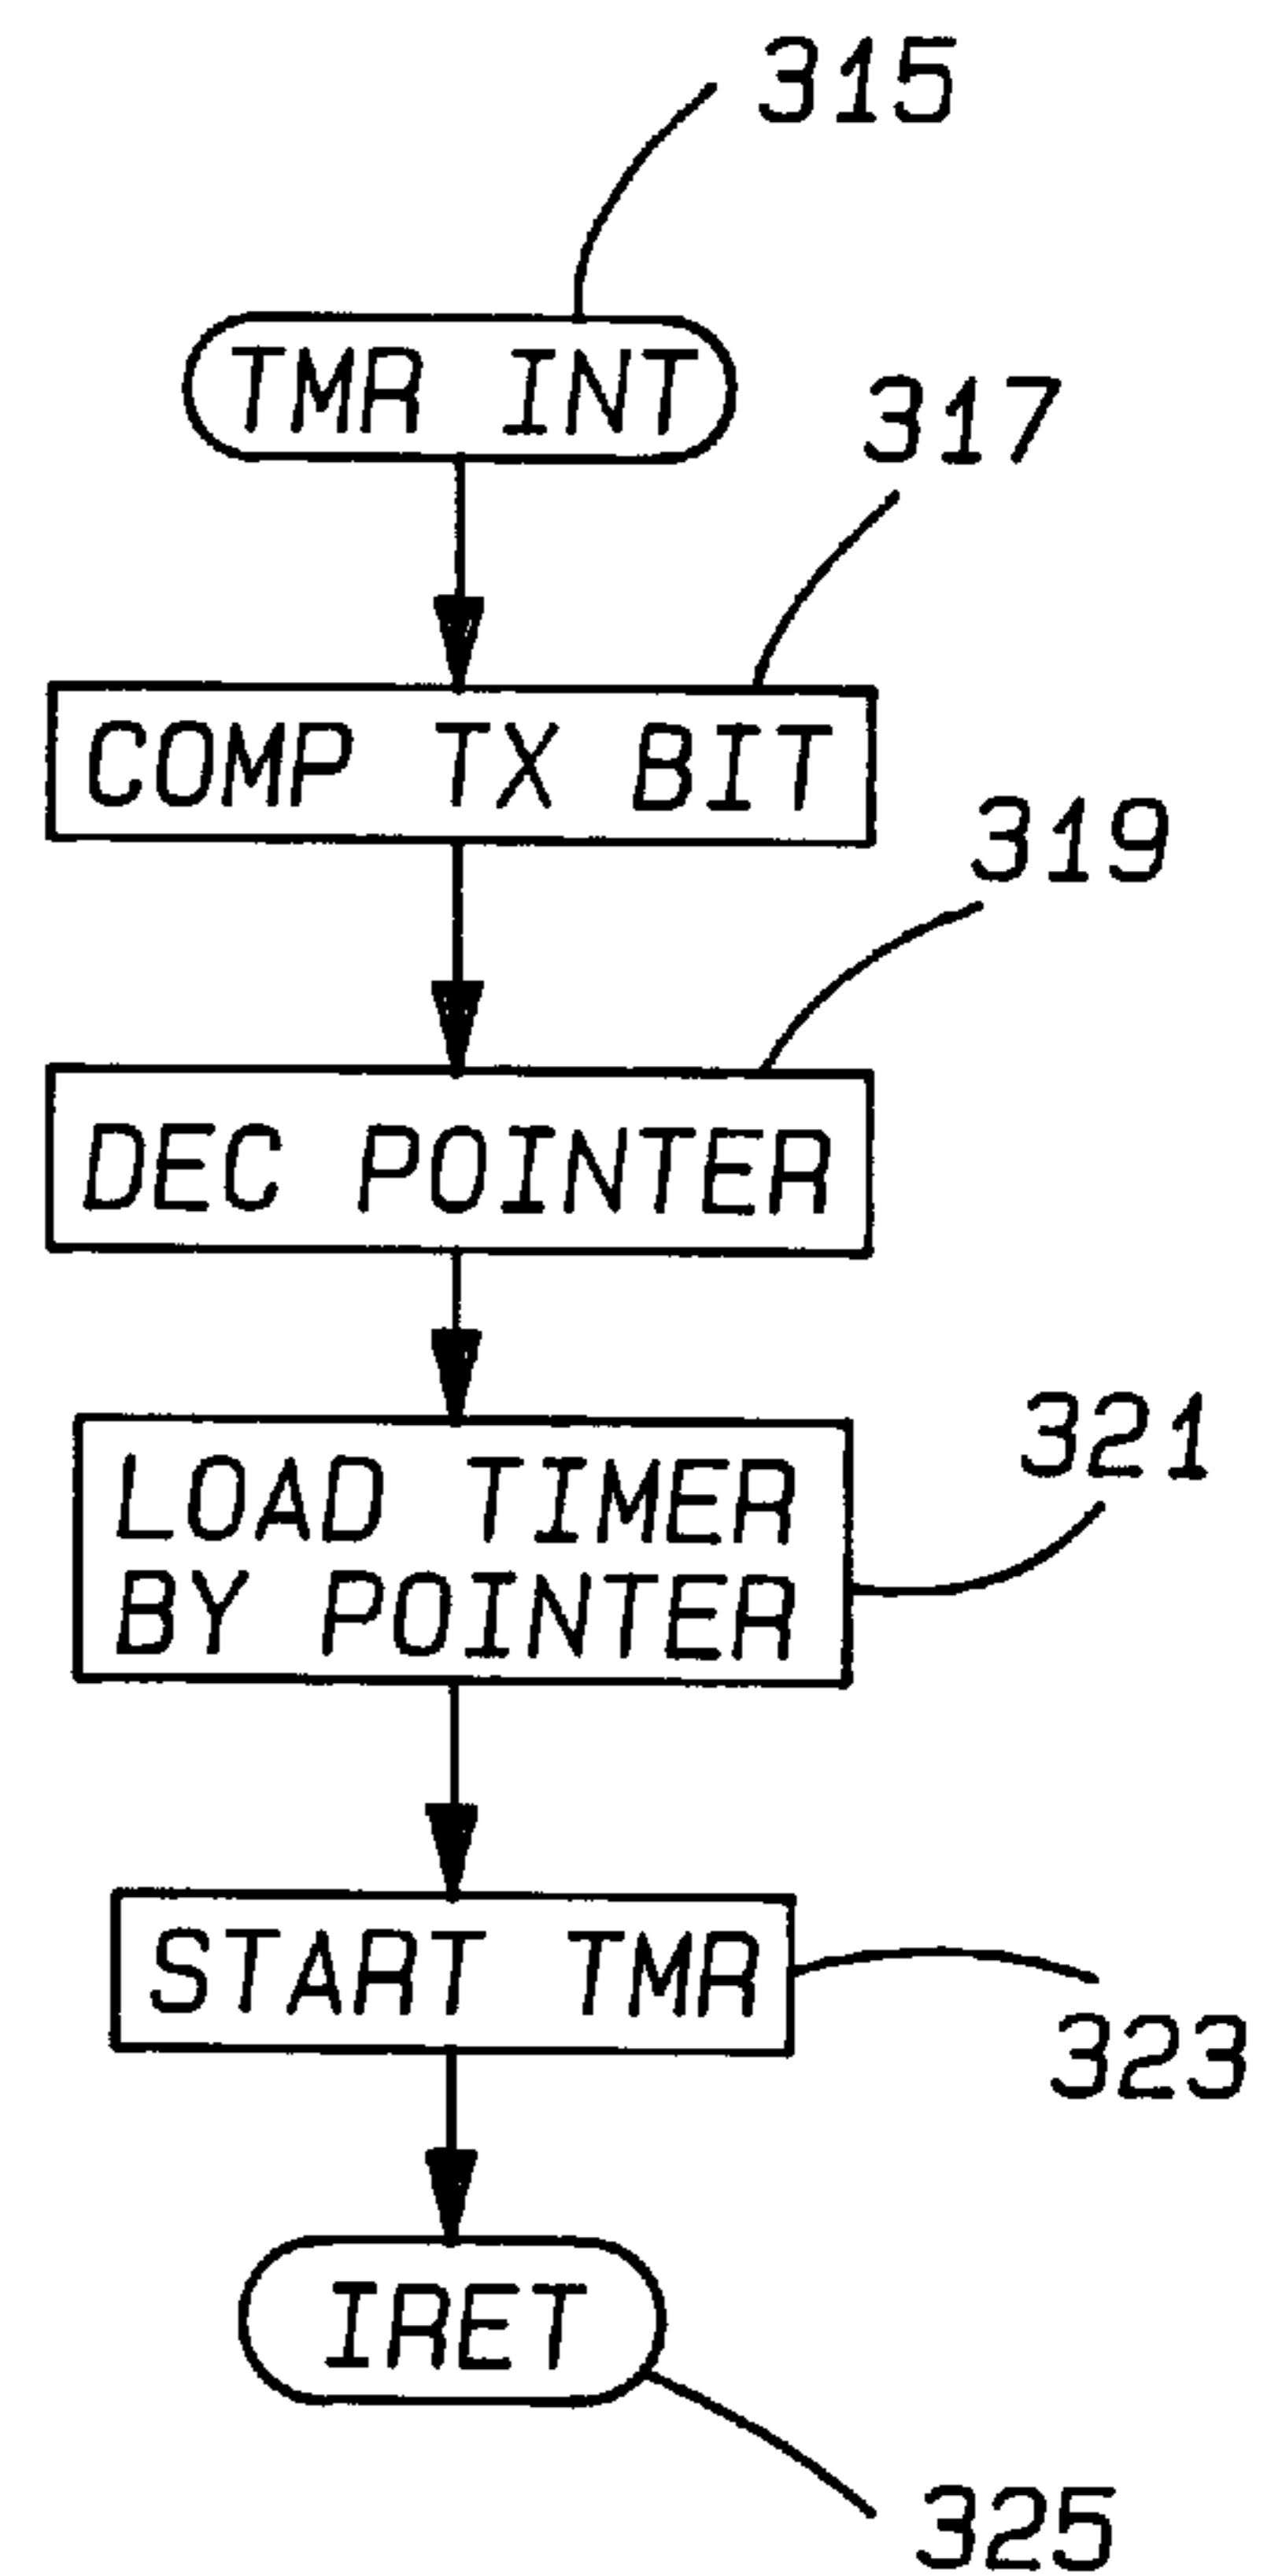 315
TMR INT
317
COMP TX BIT
319
DEC POINTER
321
LOAD TIMER
BY POINTER
START TMR
323
IRET
325